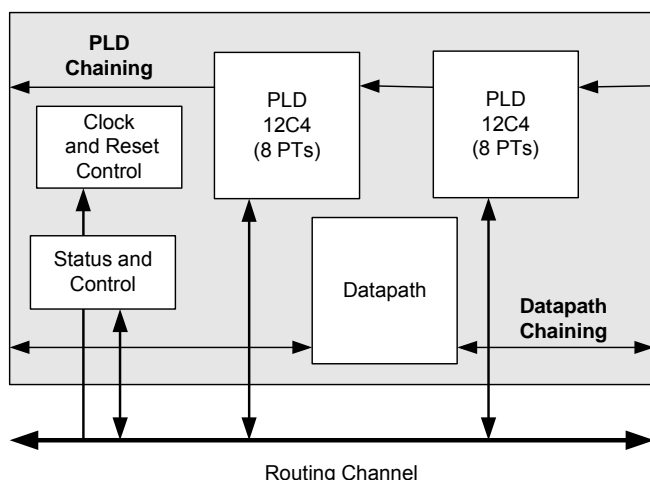 PLD
Chaining
PLD
12C4
(8 PTs)
PLD
12C4
(8 PTs)
Clock
and Reset
Control
Status and
Control
Datapath
Datapath
Chaining
Routing Channel